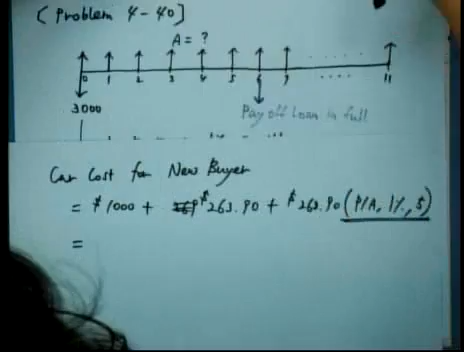 (Problem 4-40]
A = ?
0 1 2 3 4 5 6 7 ..... .... 11
3000 Pay off Loan in full
Car Cost for New Buyer
= $1000 + $263.90 + $263.90 (P/A, 1%, 5)
=